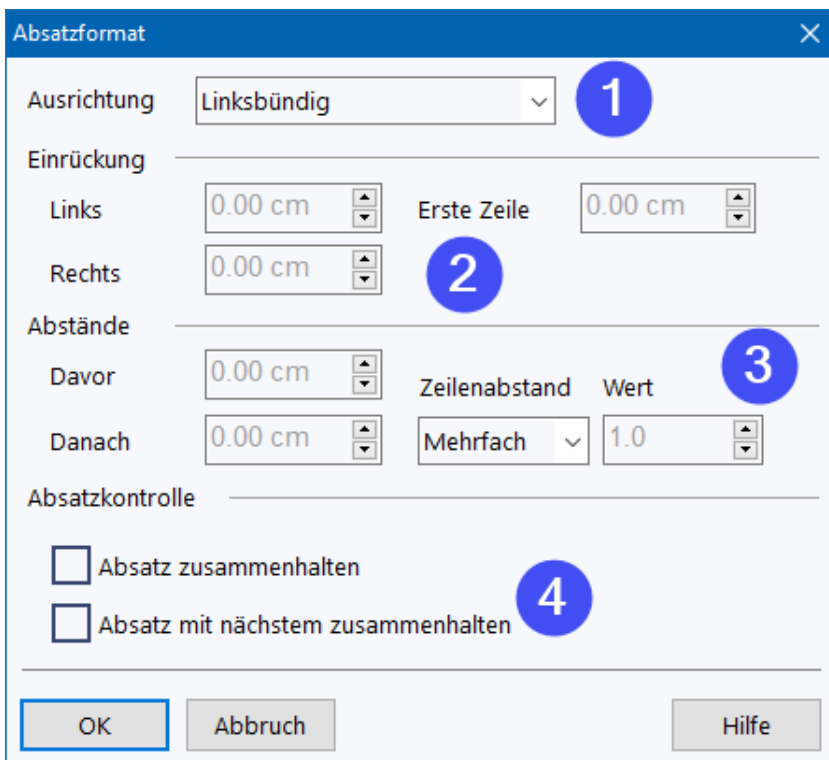 Absatzformat
Ausrichtung Linksbündig 1
Einrückung
Links 0.00 cm Erste Zeile 0.00 cm
Rechts 0.00 cm 2
Abstände
Davor 0.00 cm Zeilenabstand Wert 3
Danach 0.00 cm Mehrfach 1.0
Absatzkontrolle
Absatz zusammenhalten
Absatz mit nächstem zusammenhalten 4
OK Abbruch Hilfe